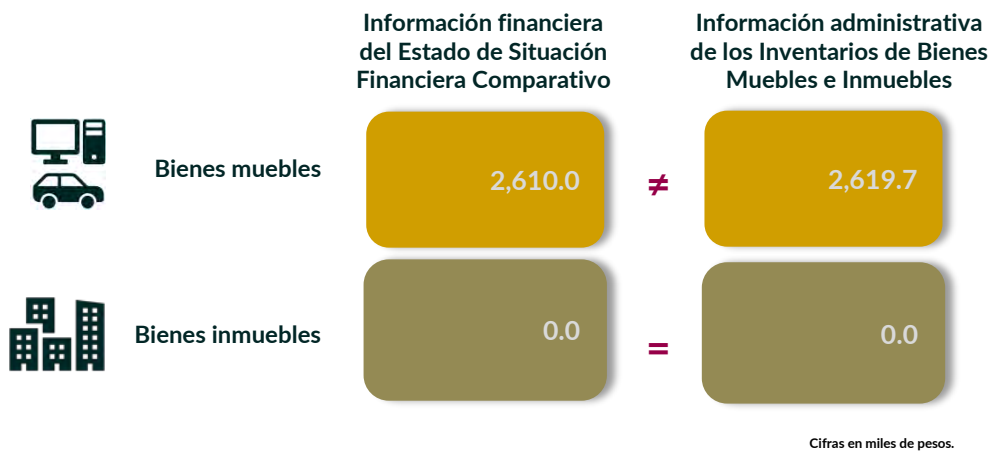 Información financiera
del Estado de Situación
Financiera Comparativo
Información administrativa
de los Inventarios de Bienes
Muebles e Inmuebles
Bienes muebles
2,610.0
≠
2,619.7
Bienes inmuebles
0.0
=
0.0
Cifras en miles de pesos.